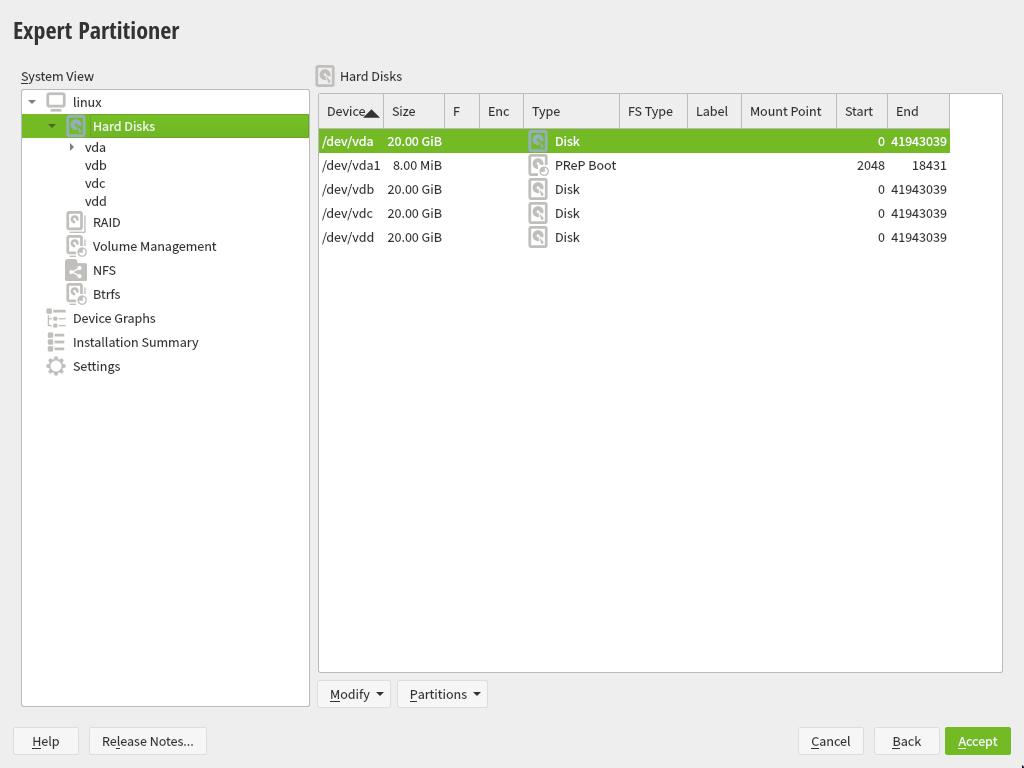 Expert Partitioner
System View
linux
Hard Disks
vda
vdb
vdc
vdd
RAID
Volume Management
NFS
Btrfs
Device Graphs
Installation Summary
Settings
Hard Disks
Device Size F Enc Type FS Type Label Mount Point Start End
/dev/vda 20.00 GiB Disk 0 41943039
/dev/vda1 8.00 MiB PReP Boot 2048 18431
/dev/vdb 20.00 GiB Disk 0 41943039
/dev/vdc 20.00 GiB Disk 0 41943039
/dev/vdd 20.00 GiB Disk 0 41943039
Modify Partitions
Help Release Notes... Cancel Back Accept